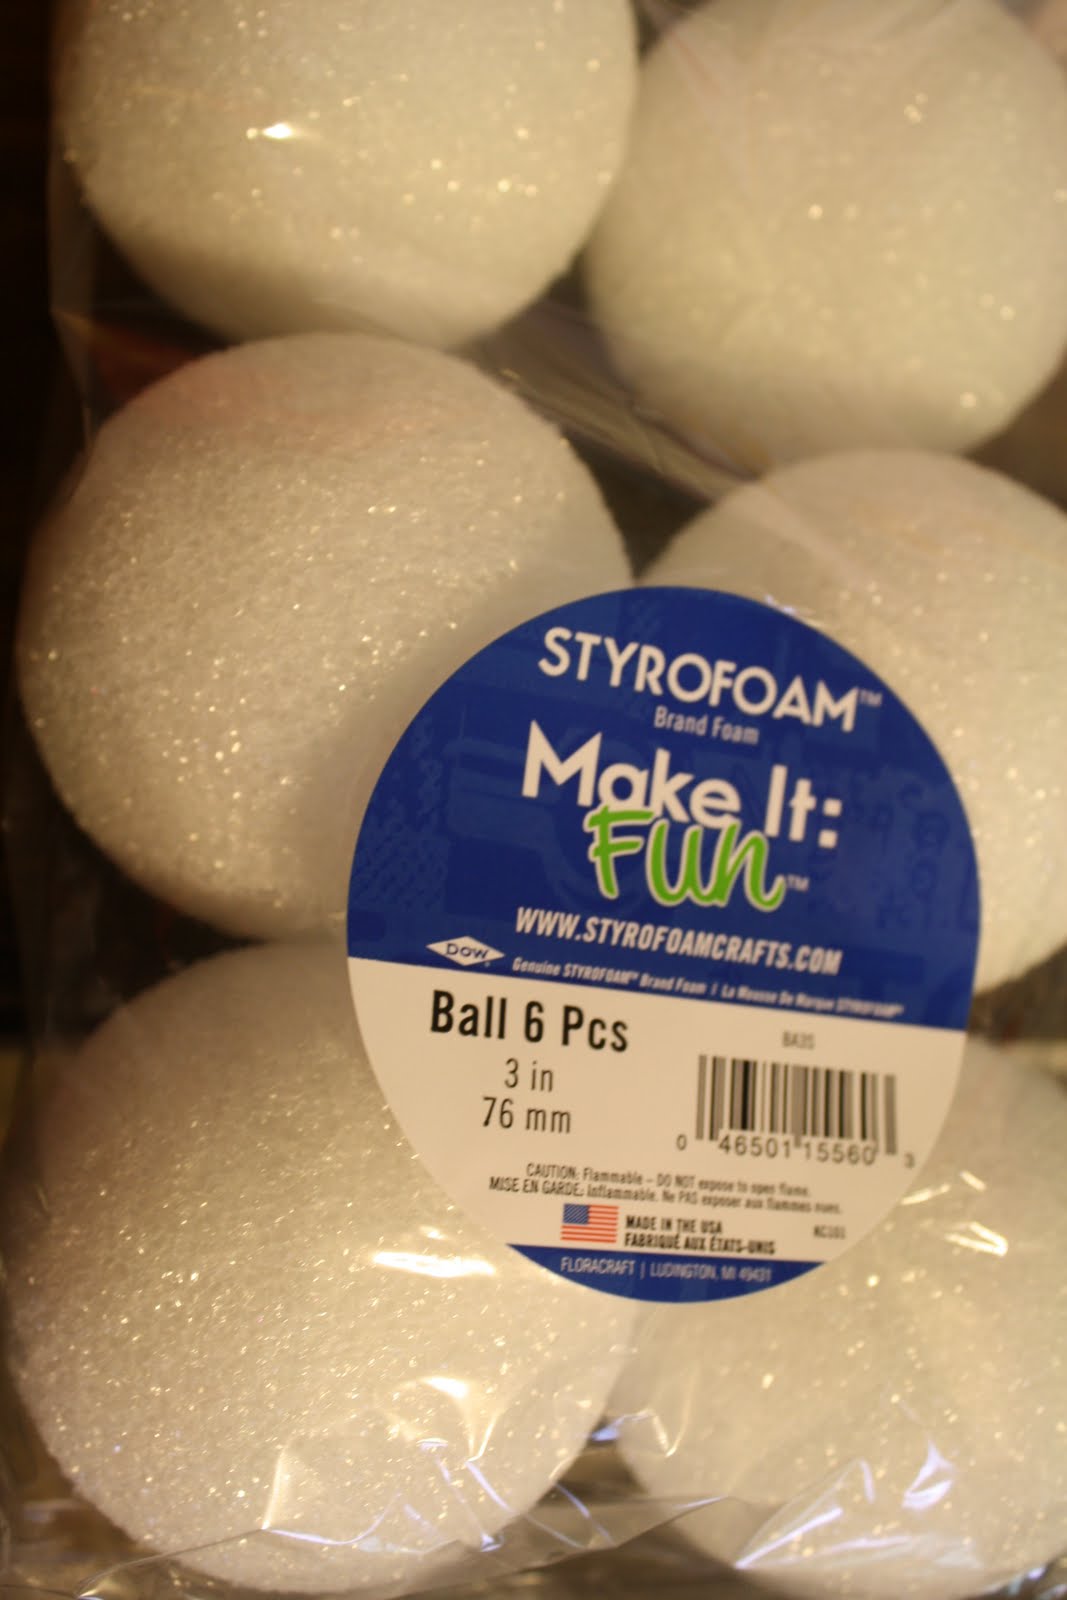 STYROFOAM™
Brand Foam
Make It:
Fun™
WWW.STYROFOAMCRAFTS.COM
Dow
Genuine STYROFOAM™ Brand Foam / La Mousse De Marque STYROFOAM™
Ball 6 Pcs
3 in
76 mm
BA3S
0 46501 15560 3
CAUTION: Flammable – DO NOT expose to open flame.
MISE EN GARDE: Inflammable. Ne PAS exposer aux flammes nues.
MADE IN THE USA
FABRIQUÉ AUX ÉTATS-UNIS
NC101
FLORACRAFT | LUDINGTON, MI 49431